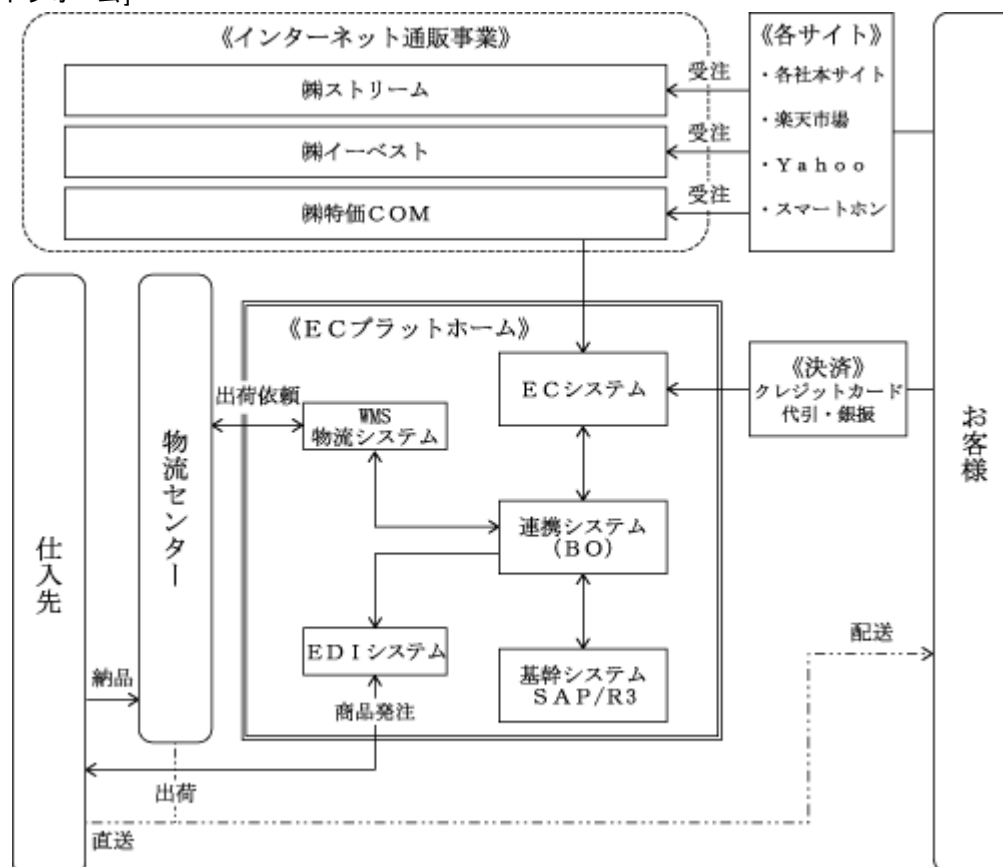 《インターネット通販事業》
㈱ストリーム
㈱イーベスト
㈱特価COM
受注
受注
受注
《各サイト》
・各社本サイト
・楽天市場
・Yahoo
・スマートホン
《ECプラットホーム》
ECシステム
WMS
物流システム
連携システム
(BO)
EDIシステム
基幹システム
SAP/R3
《決済》
クレジットカード
代引・銀振
お客様
出荷依頼
物流センター
仕入先
納品
商品発注
出荷
直送
配送